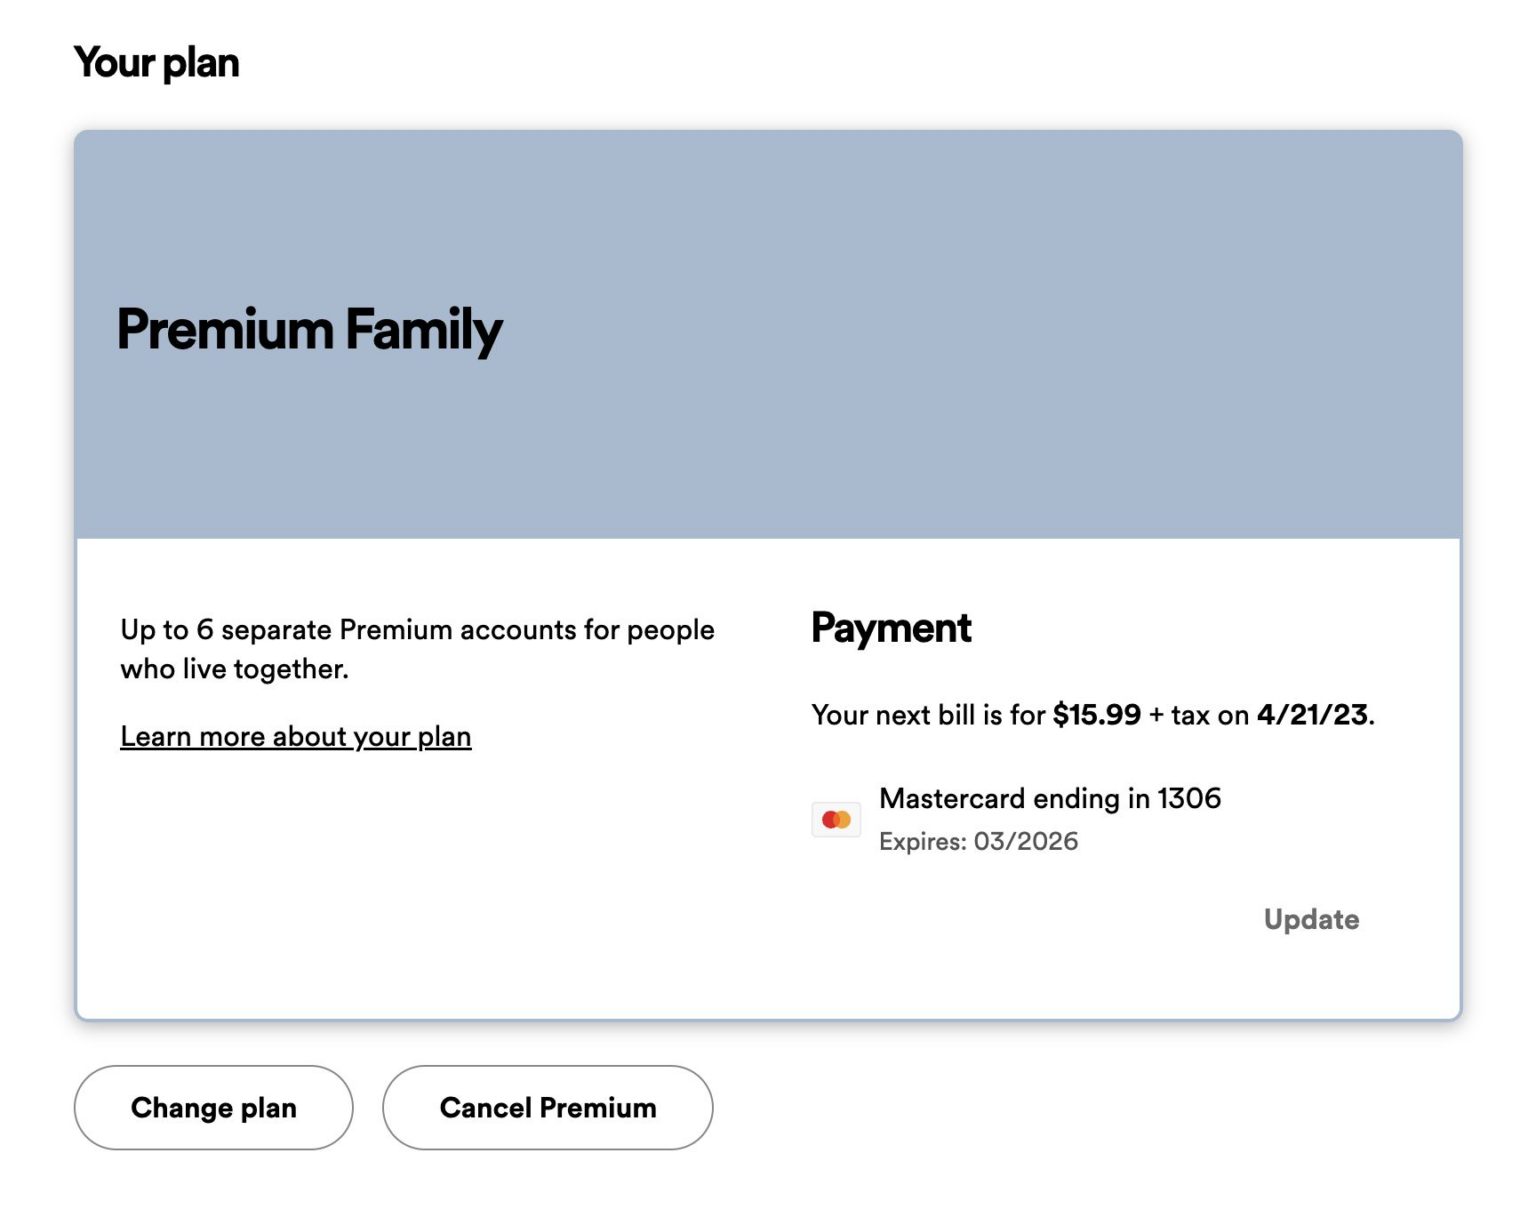 Your plan
Premium Family
Up to 6 separate Premium accounts for people
who live together.
Learn more about your plan
Payment
Your next bill is for $15.99 + tax on 4/21/23.
Mastercard ending in 1306
Expires: 03/2026
Update
Change plan
Cancel Premium